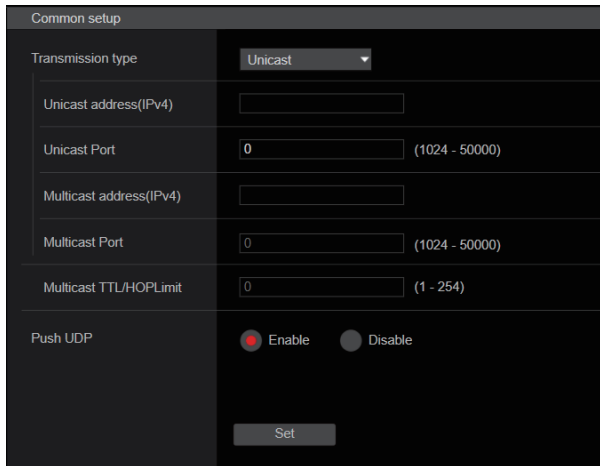 Common setup
Transmission type Unicast
Unicast address(IPv4)
Unicast Port 0 (1024 - 50000)
Multicast address(IPv4)
Multicast Port 0 (1024 - 50000)
Multicast TTL/HOPLimit 0 (1 - 254)
Push UDP Enable Disable
Set